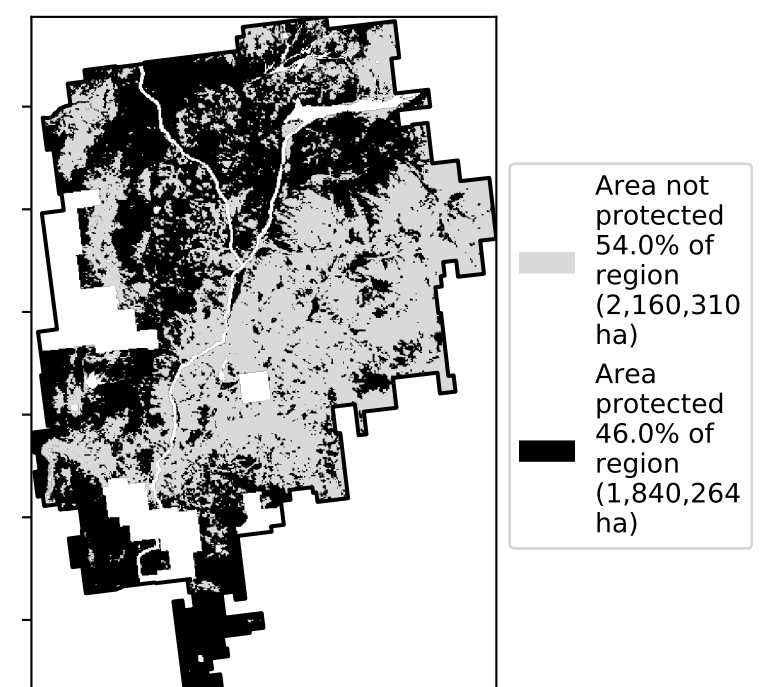 Area not
protected
54.0% of
region
(2,160,310
ha)
Area
protected
46.0% of
region
(1,840,264
ha)